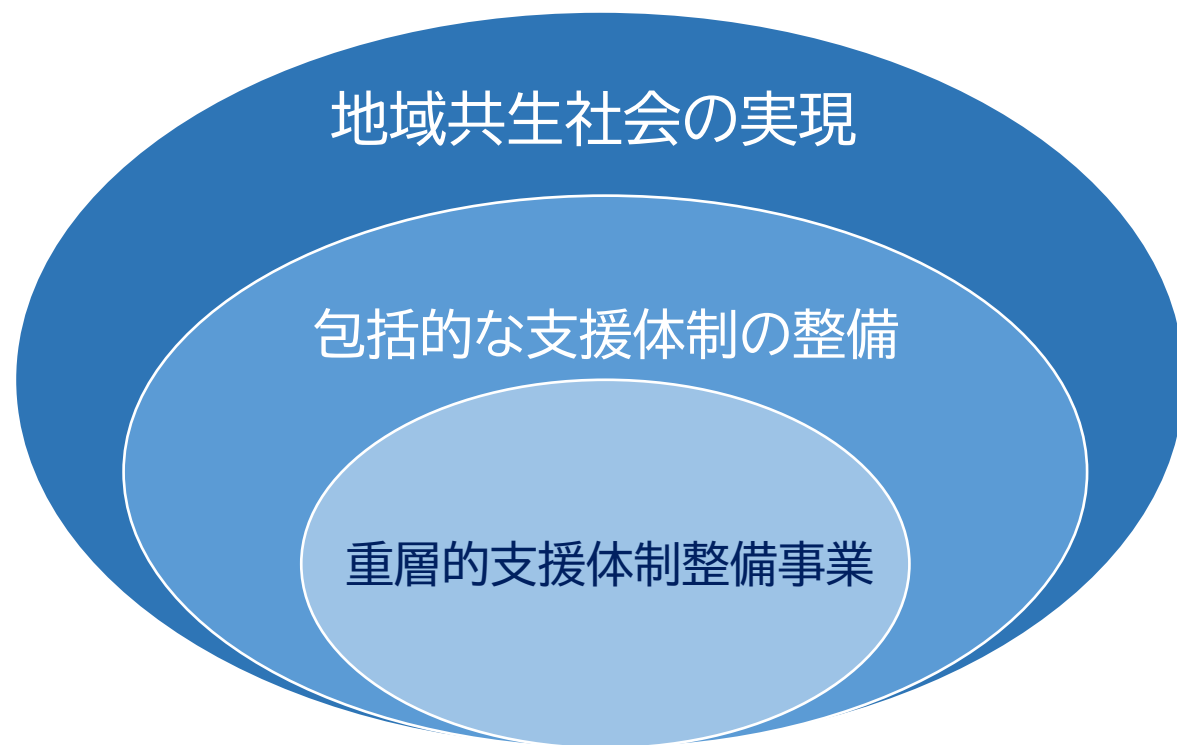 地域共生社会の実現
包括的な支援体制の整備
重層的支援体制整備事業